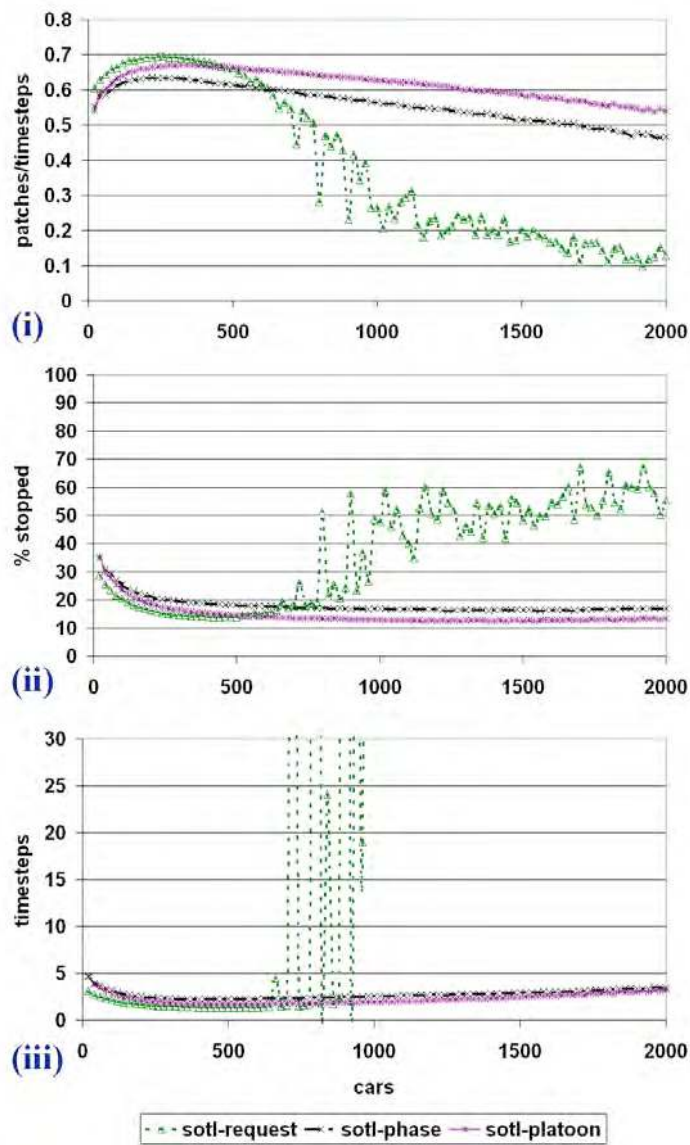 0.8
0.7
0.6
0.5
0.4
0.3
0.2
0.1
0
patches/timesteps
0 500 1000 1500 2000
(i)
100
90
80
70
60
50
40
30
20
10
0
% stopped
0 500 1000 1500 2000
(ii)
30
25
20
15
10
5
0
timesteps
0 500 1000 1500 2000
(iii)
cars
sotl-request sotl-phase sotl-platoon